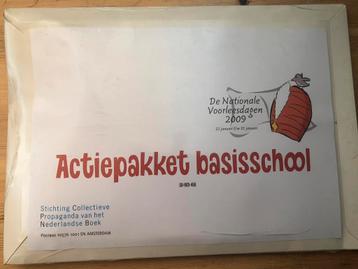 De Nationale
Voorleesdagen
2009
Actiepakket basisschool
Stichting Collectieve
Propaganda van het
Nederlandse Boek